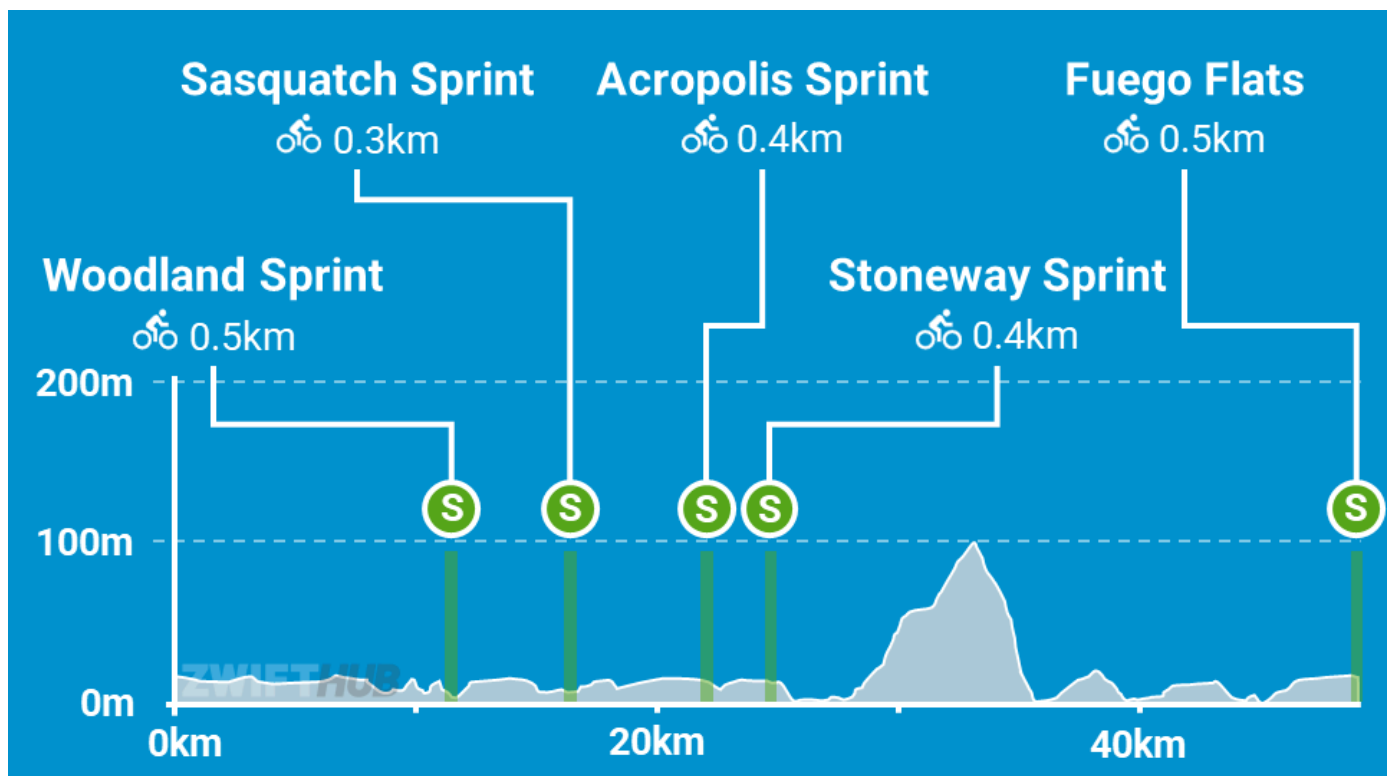 Sasquatch Sprint
0.3km
Acropolis Sprint
0.4km
Fuego Flats
0.5km
Woodland Sprint
0.5km
Stoneway Sprint
0.4km
200m
S
S
S
S
S
100m
ZWIFTHUB
0m
0km
20km
40km